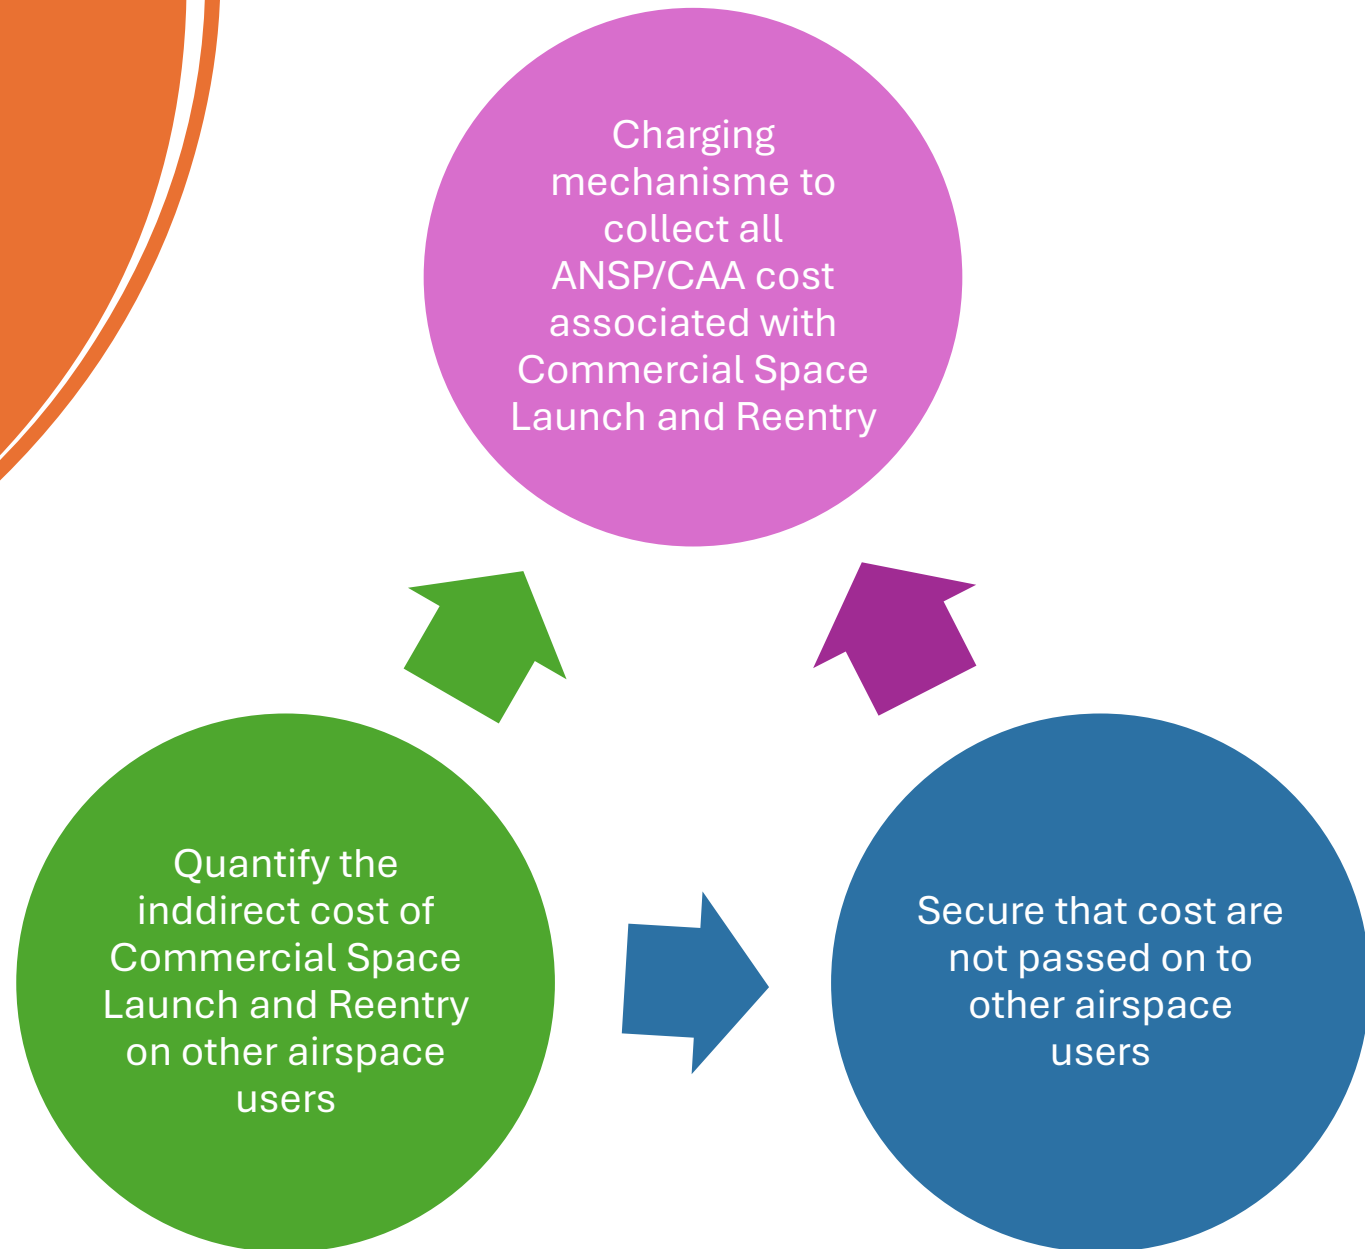 Charging
mechanisme to
collect all
ANSP/CAA cost
associated with
Commercial Space
Launch and Reentry
Quantify the
inddirect cost of
Commercial Space
Launch and Reentry
on other airspace
users
Secure that cost are
not passed on to
other airspace
users